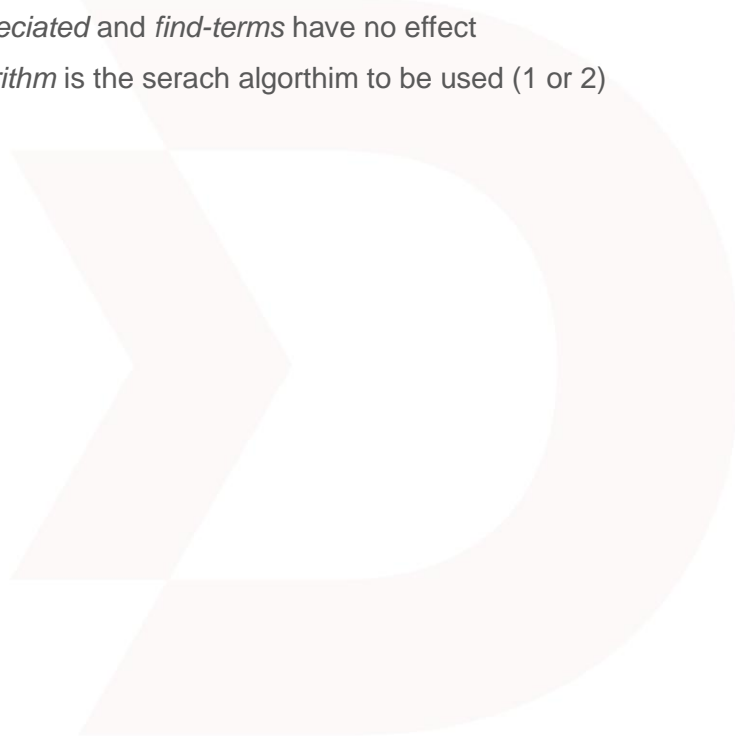 eciated and find-terms have no effect
rithm is the serach algorthim to be used (1 or 2)